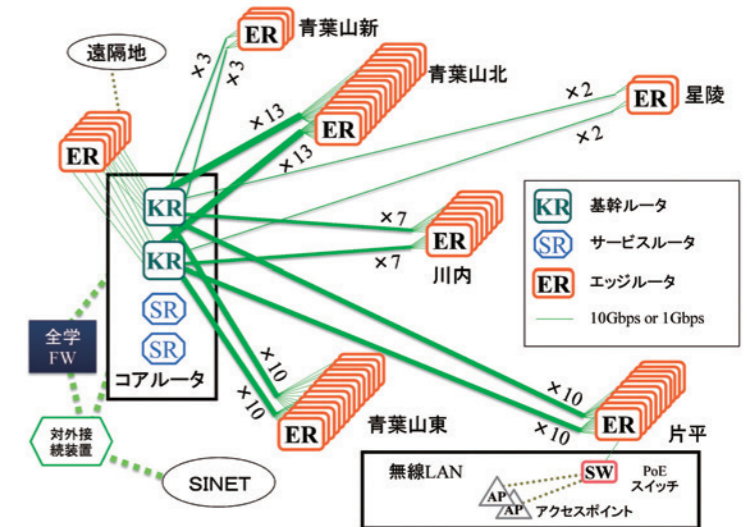 遠隔地
ER
ER
青葉山新
×3
×3
ER
青葉山北
×13
×13
ER
星陵
×2
×2
KR
KR
SR
SR
コアルータ
ER
川内
×7
×7
KR 基幹ルータ
SR サービスルータ
ER エッジルータ
10Gbps or 1Gbps
全学
FW
対外接
続装置
SINET
×10
×10
ER
青葉山東
×10
×10
ER
片平
無線LAN
SW
PoE
スイッチ
AP
AP
アクセスポイント